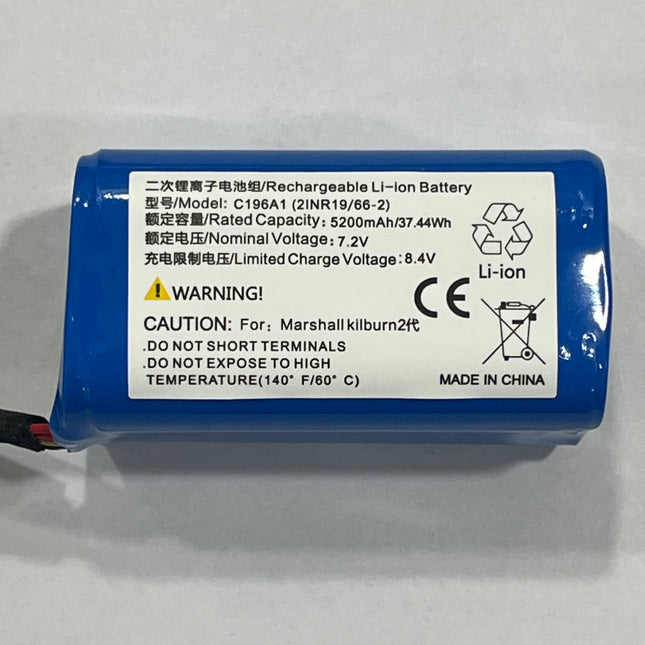 二次锂离子电池组/Rechargeable Li-ion Battery
型号/Model: C196A1 (2INR19/66-2)
额定容量/Rated Capacity: 5200mAh/37.44Wh
额定电压/Nominal Voltage: 7.2V
充电限制电压/Limited Charge Voltage: 8.4V
Li-ion
WARNING!
CE
CAUTION: For: Marshall kilburn2代
.DO NOT SHORT TERMINALS
.DO NOT EXPOSE TO HIGH
TEMPERATURE(140° F/60° C)
MADE IN CHINA